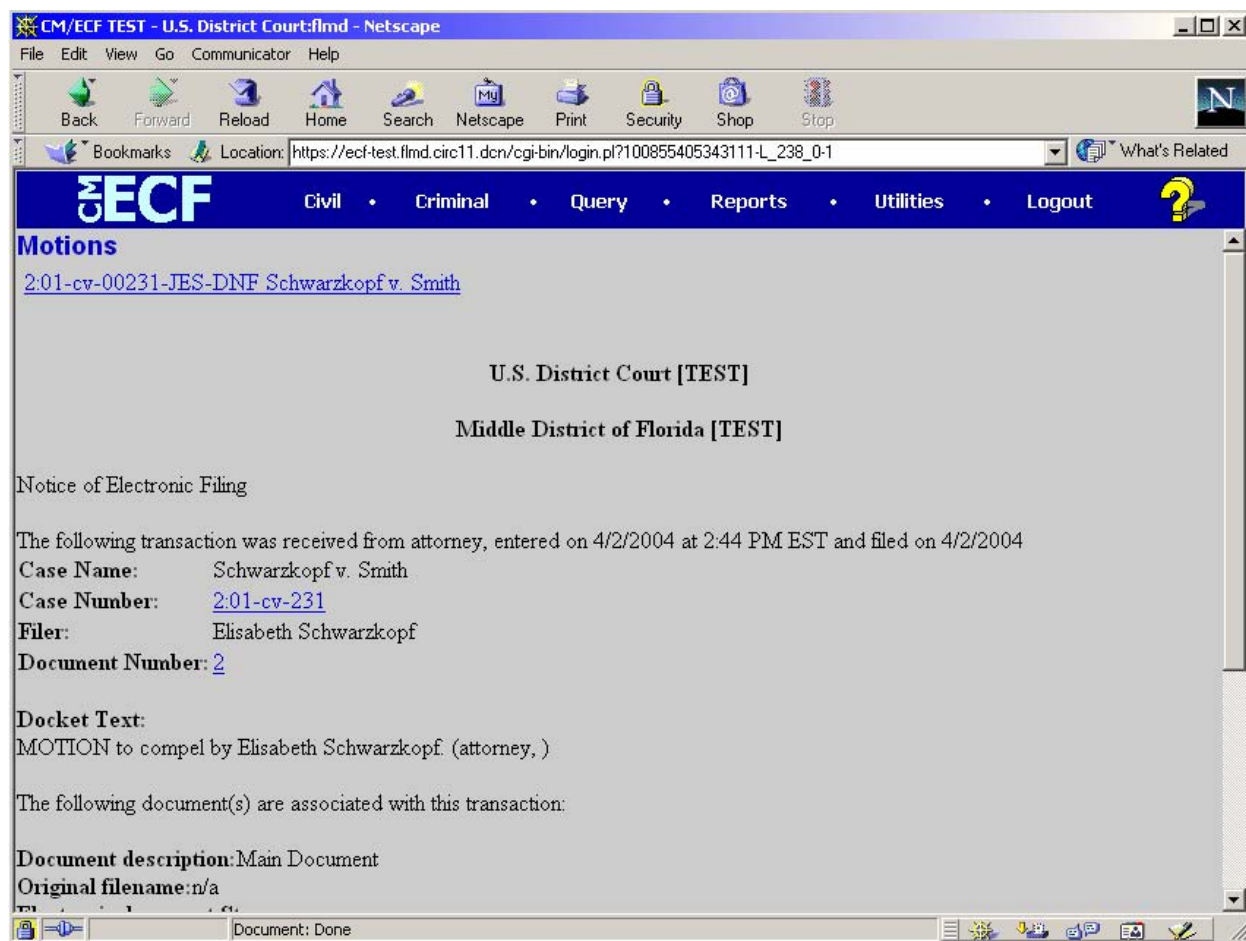 CM/ECF TEST - U.S. District Court:flmd - Netscape
File Edit View Go Communicator Help
My
N
Back Forward Reload Home Search Netscape Print Security Shop Stop
Bookmarks Location: https://ecf-test.flmd.circ11.dcn/cgi-bin/login.pl?100855405343111-L_238_0-1 What's Related
CM ECF Civil • Criminal • Query • Reports • Utilities • Logout ?
Motions
2:01-cv-00231-JES-DNF Schwarzkopf v. Smith
U.S. District Court [TEST]
Middle District of Florida [TEST]
Notice of Electronic Filing
The following transaction was received from attorney, entered on 4/2/2004 at 2:44 PM EST and filed on 4/2/2004
Case Name: Schwarzkopf v. Smith
Case Number: 2:01-cv-231
Filer: Elisabeth Schwarzkopf
Document Number: 2
Docket Text:
MOTION to compel by Elisabeth Schwarzkopf. (attorney, )
The following document(s) are associated with this transaction:
Document description:Main Document
Original filename:n/a
Document: Done